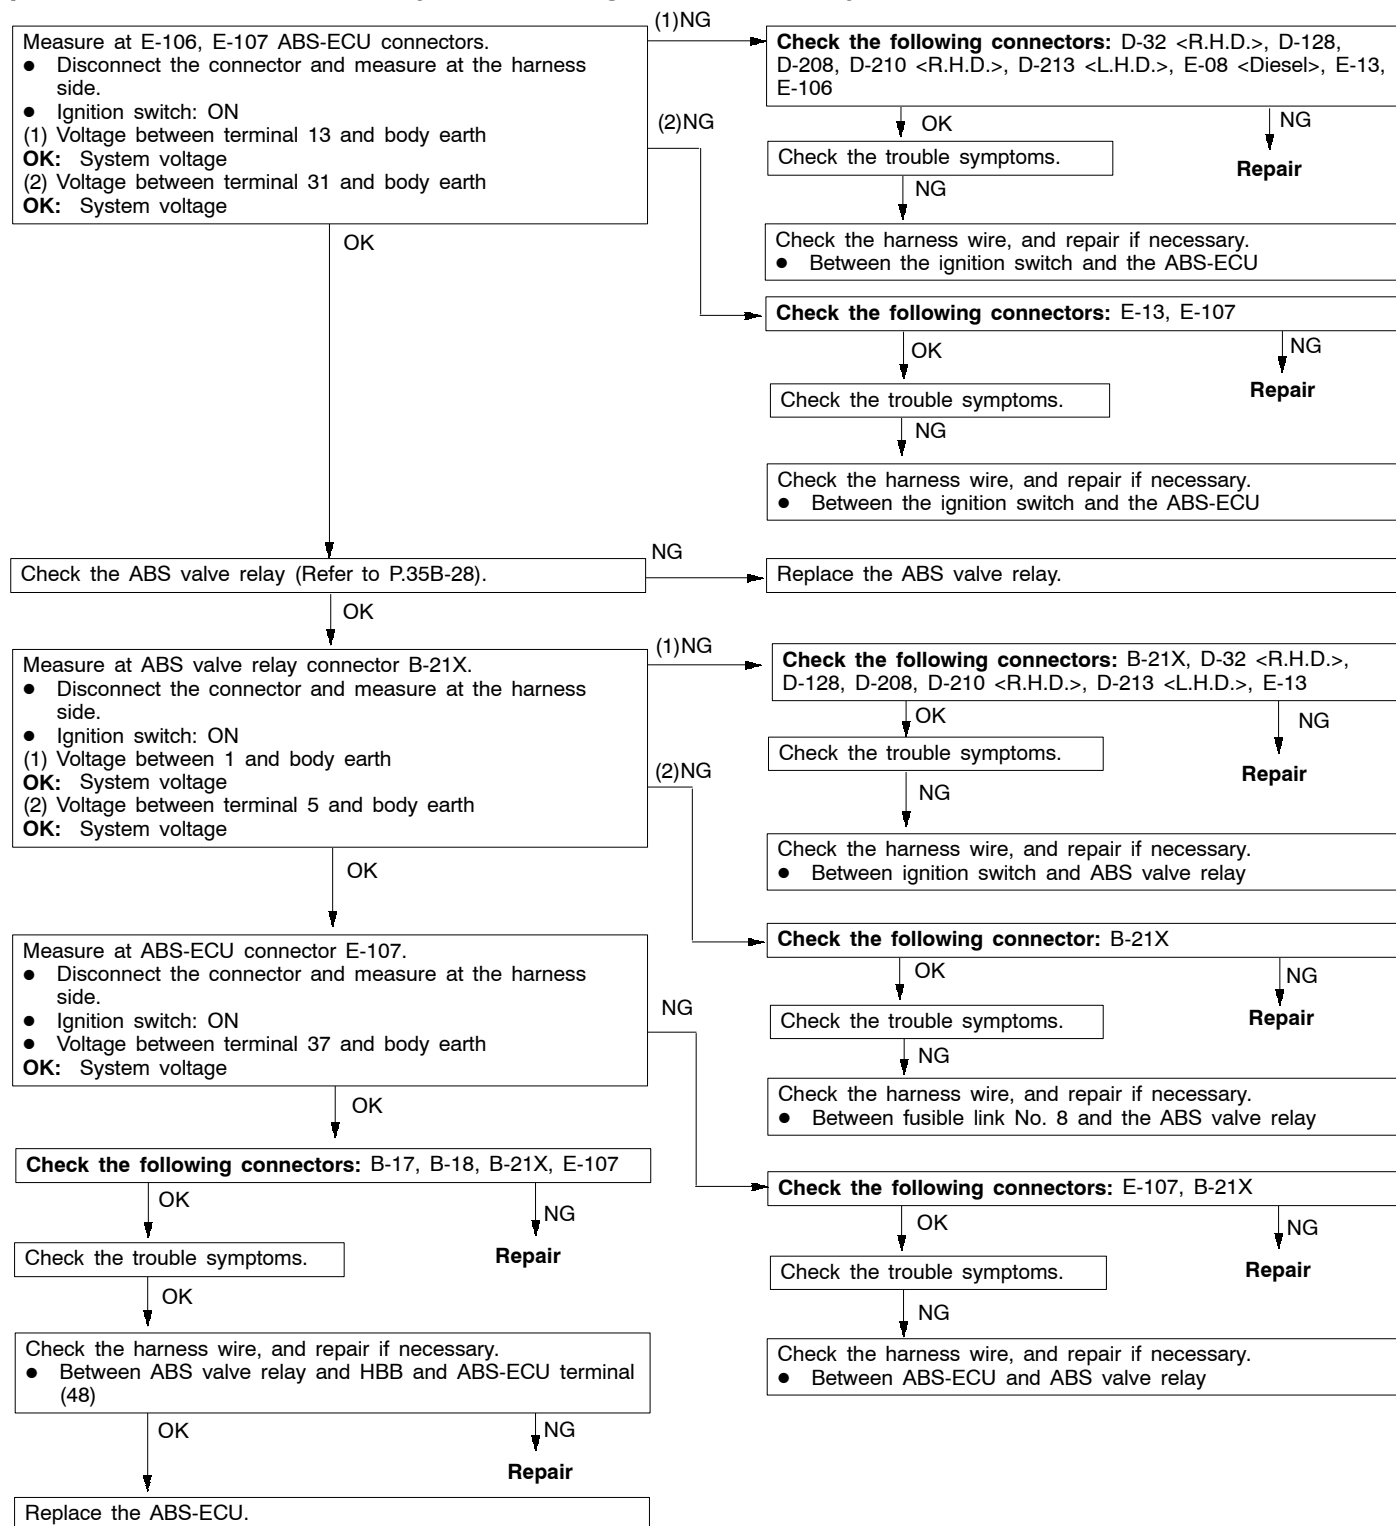 Measure at E-106, E-107 ABS-ECU connectors.
● Disconnect the connector and measure at the harness
side.
● Ignition switch: ON
(1) Voltage between terminal 13 and body earth
OK: System voltage
(2) Voltage between terminal 31 and body earth
OK: System voltage
(1)NG
Check the following connectors: D-32 <R.H.D.>, D-128,
D-208, D-210 <R.H.D.>, D-213 <L.H.D.>, E-08 <Diesel>, E-13,
E-106
OK
NG
Check the trouble symptoms.
Repair
NG
Check the harness wire, and repair if necessary.
● Between the ignition switch and the ABS-ECU
(2)NG
Check the following connectors: E-13, E-107
OK
NG
Check the trouble symptoms.
Repair
NG
Check the harness wire, and repair if necessary.
● Between the ignition switch and the ABS-ECU
OK
Check the ABS valve relay (Refer to P.35B-28).
NG
Replace the ABS valve relay.
OK
Measure at ABS valve relay connector B-21X.
● Disconnect the connector and measure at the harness
side.
● Ignition switch: ON
(1) Voltage between 1 and body earth
OK: System voltage
(2) Voltage between terminal 5 and body earth
OK: System voltage
(1)NG
Check the following connectors: B-21X, D-32 <R.H.D.>,
D-128, D-208, D-210 <R.H.D.>, D-213 <L.H.D.>, E-13
OK
NG
Check the trouble symptoms.
Repair
NG
Check the harness wire, and repair if necessary.
● Between ignition switch and ABS valve relay
(2)NG
Check the following connector: B-21X
OK
NG
Check the trouble symptoms.
Repair
NG
Check the harness wire, and repair if necessary.
● Between fusible link No. 8 and the ABS valve relay
OK
Measure at ABS-ECU connector E-107.
● Disconnect the connector and measure at the harness
side.
● Ignition switch: ON
● Voltage between terminal 37 and body earth
OK: System voltage
NG
Check the following connectors: E-107, B-21X
OK
NG
Check the trouble symptoms.
Repair
NG
Check the harness wire, and repair if necessary.
● Between ABS-ECU and ABS valve relay
OK
Check the following connectors: B-17, B-18, B-21X, E-107
OK
NG
Check the trouble symptoms.
Repair
OK
Check the harness wire, and repair if necessary.
● Between ABS valve relay and HBB and ABS-ECU terminal
(48)
OK
NG
Repair
Replace the ABS-ECU.